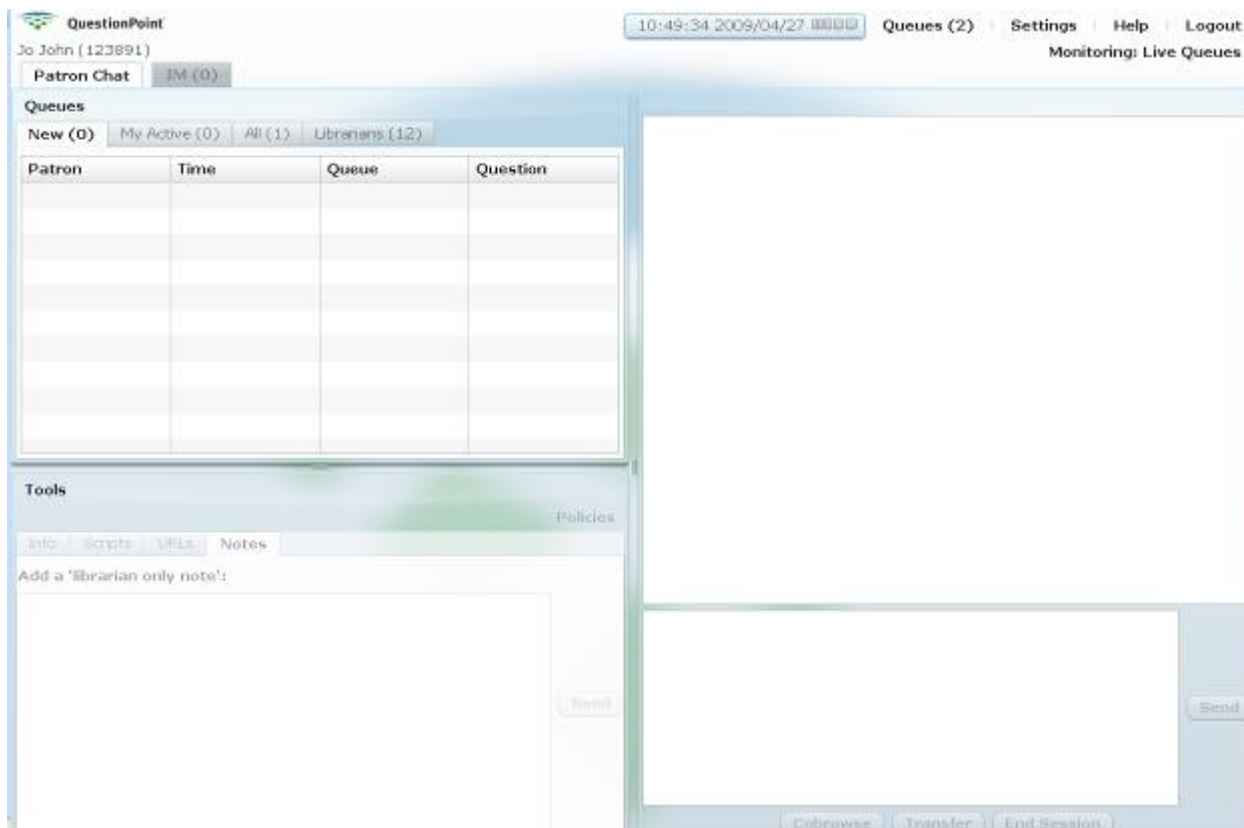 QuestionPoint
10:49:34 2009/04/27
Queues (2) Settings Help Logout
Jo John (123891)
Monitoring: Live Queues
Patron Chat IM (0)
Queues
New (0) My Active (0) All (1) Librarians (12)
Patron Time Queue Question
Tools
Policies
Info Scripts URLs Notes
Add a 'librarian only note':
Send
Send
Cobrowse Transfer End Session